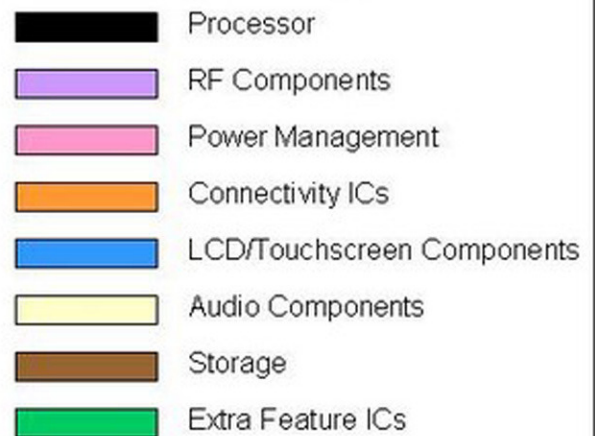 Processor
RF Components
Power Management
Connectivity ICs
LCD/Touchscreen Components
Audio Components
Storage
Extra Feature ICs